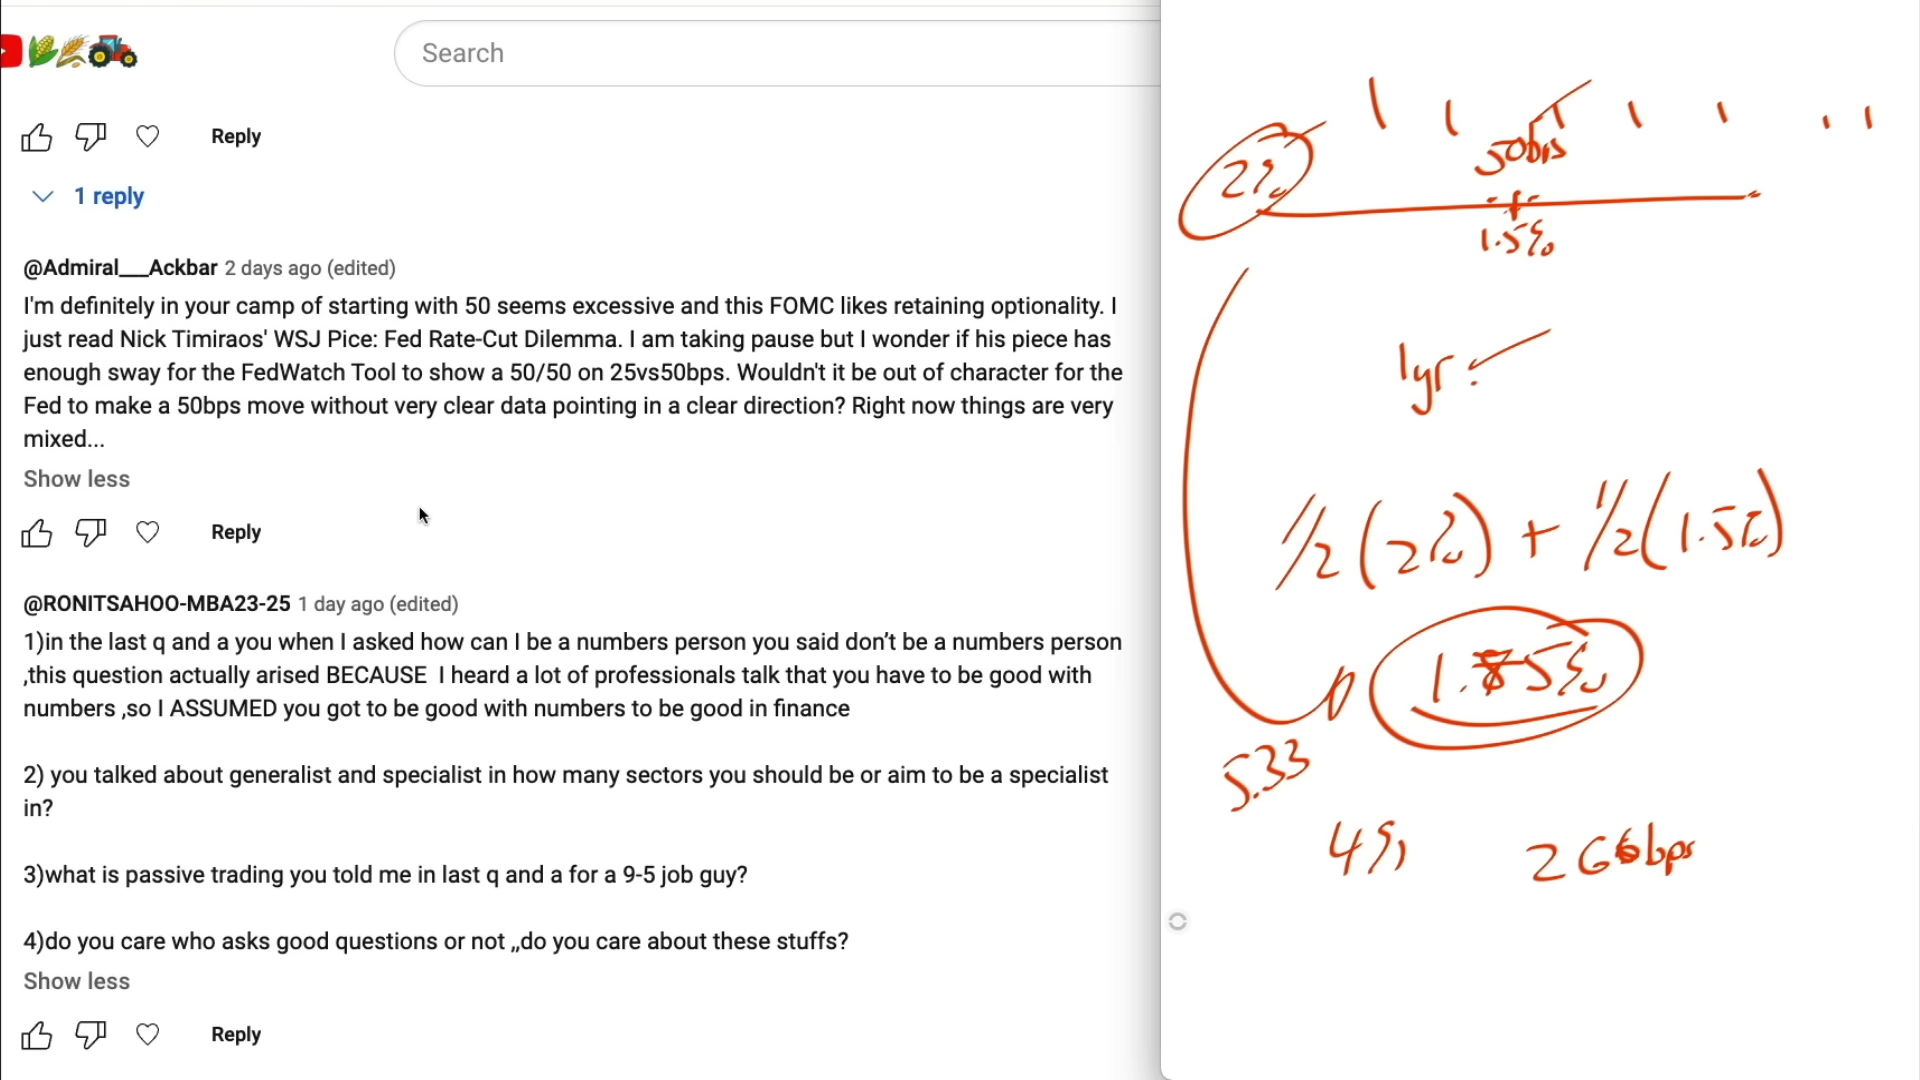 Search
Reply
1 reply
@Admiral___Ackbar 2 days ago (edited)
I'm definitely in your camp of starting with 50 seems excessive and this FOMC likes retaining optionality. I
just read Nick Timiraos' WSJ Pice: Fed Rate-Cut Dilemma. I am taking pause but I wonder if his piece has
enough sway for the FedWatch Tool to show a 50/50 on 25vs50bps. Wouldn't it be out of character for the
Fed to make a 50bps move without very clear data pointing in a clear direction? Right now things are very
mixed...
Show less
Reply
@RONITSAHOO-MBA23-25 1 day ago (edited)
1)in the last q and a you when I asked how can I be a numbers person you said don’t be a numbers person
,this question actually arised BECAUSE  I heard a lot of professionals talk that you have to be good with
numbers ,so I ASSUMED you got to be good with numbers to be good in finance
2) you talked about generalist and specialist in how many sectors you should be or aim to be a specialist
in?
3)what is passive trading you told me in last q and a for a 9-5 job guy?
4)do you care who asks good questions or not ,,do you care about these stuffs?
Show less
Reply
50bps
2%
1.5%
1yr
1/2 (2%) + 1/2 (1.5%)
5.33